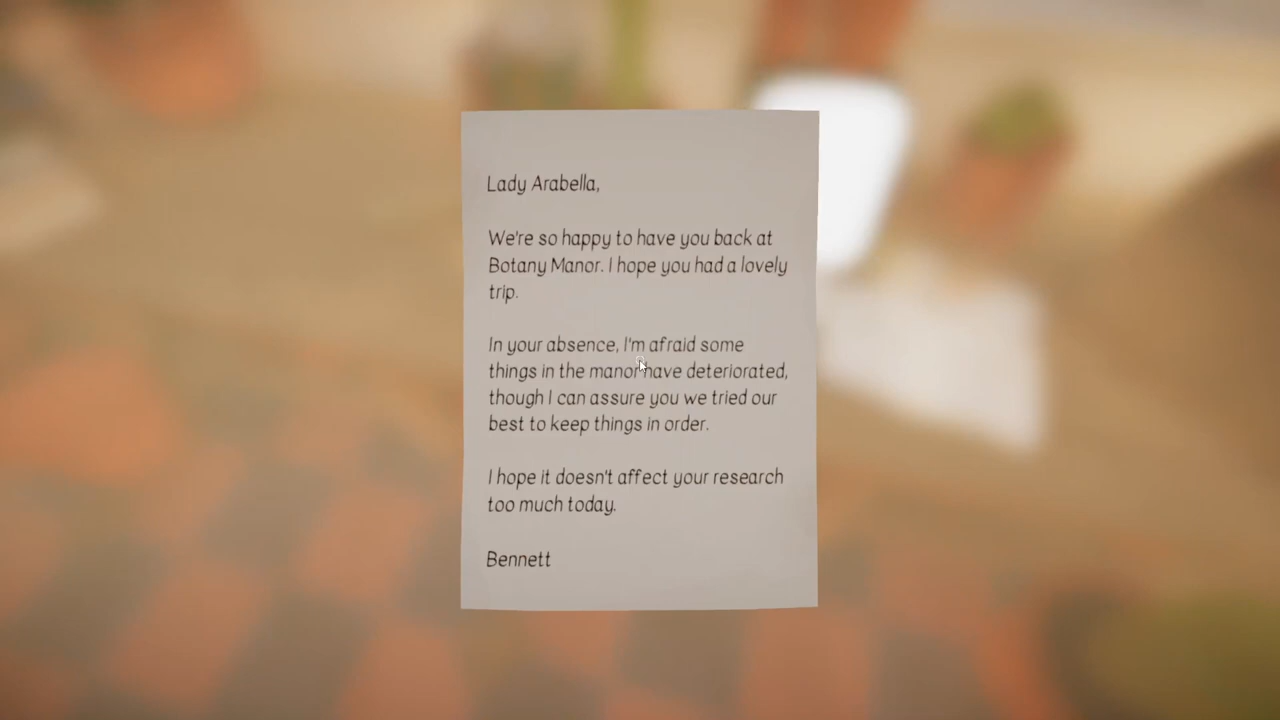 Lady Arabella,
We're so happy to have you back at
Botany Manor. I hope you had a lovely
trip.
In your absence, I'm afraid some
things in the manor have deteriorated,
though I can assure you we tried our
best to keep things in order.
I hope it doesn't affect your research
too much today.
Bennett